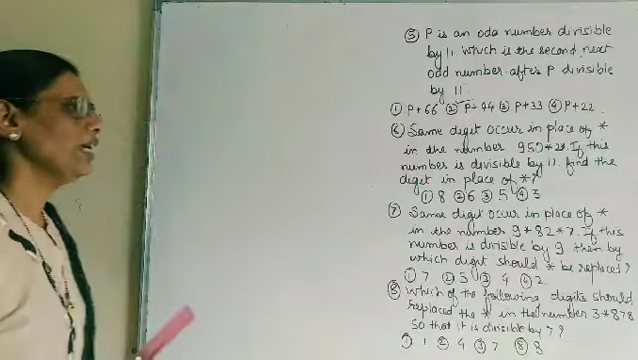 ⑤ P is an odd number divisible
by 11. Which is the second next
odd number after P divisible
by 11
① P+66 ② P+44 ③ P+33 ④ P+22.
⑥ Same digit occur in place of *
in the number 9 * 2*. If this
number is divisible by 11. find the
digit in place of *?
① 8 ② 6 ③ 5 ④ 3
⑦ Same digit occur in place of *
in the number 9 * 82 * 7. If this
number is divisible by 9 then by
which digit should * be replaced?
① 7 ② 5 ③ 4 ④ 2
⑧ Which of the following digits should
replaced the * in the number 3 * 878
So that it is divisible by 7?
① 1 ② 4 ③ 7 ⑧ 8